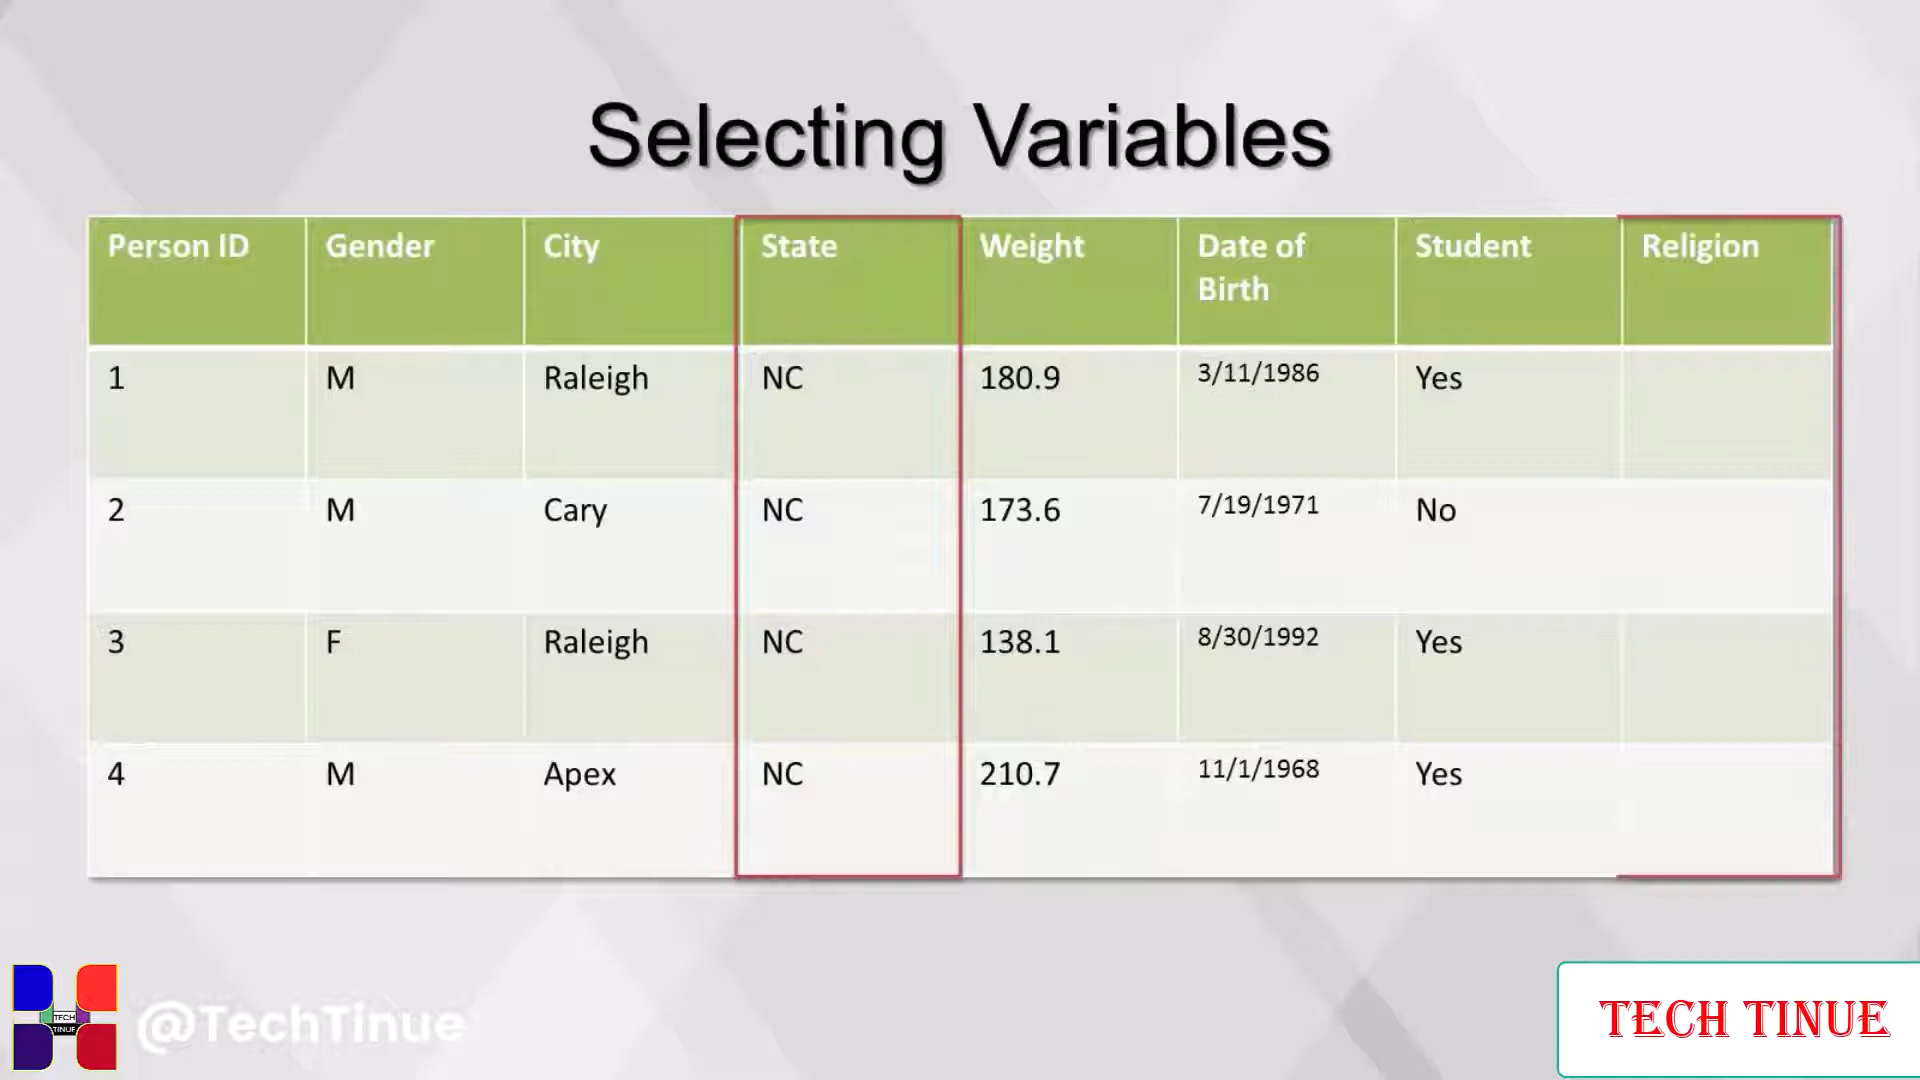 Selecting Variables
Person ID Gender City State Weight Date of Birth Student Religion
1 M Raleigh NC 180.9 3/11/1986 Yes
2 M Cary NC 173.6 7/19/1971 No
3 F Raleigh NC 138.1 8/30/1992 Yes
4 M Apex NC 210.7 11/1/1968 Yes
TECH
TINUE
@TechTinue
TECH TINUE